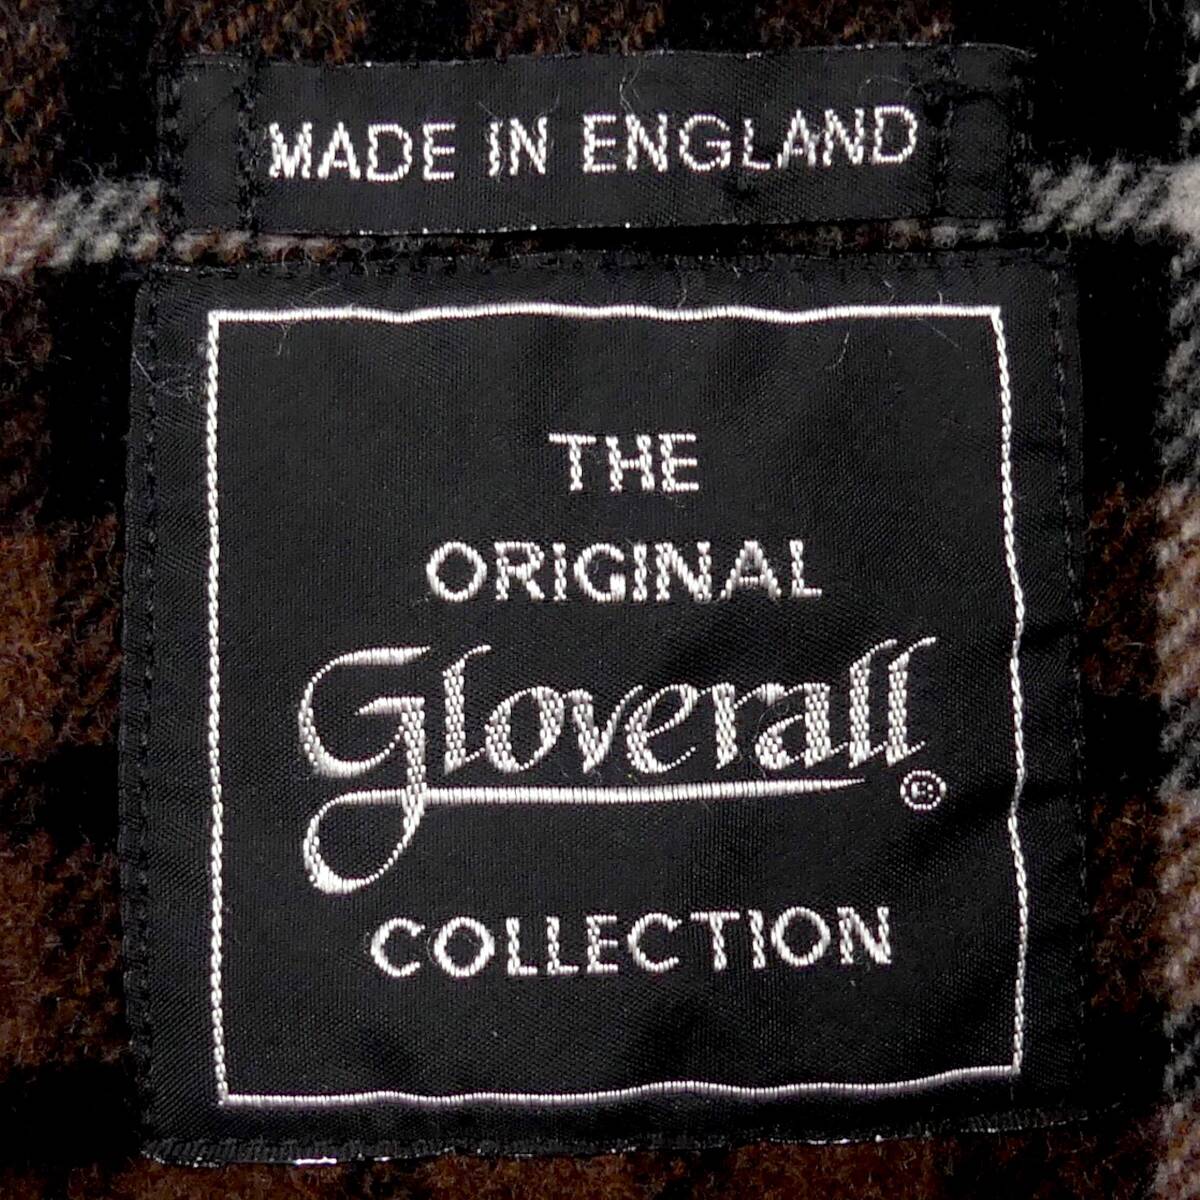 MADE IN ENGLAND
THE
ORIGINAL
Gloverall®
COLLECTION